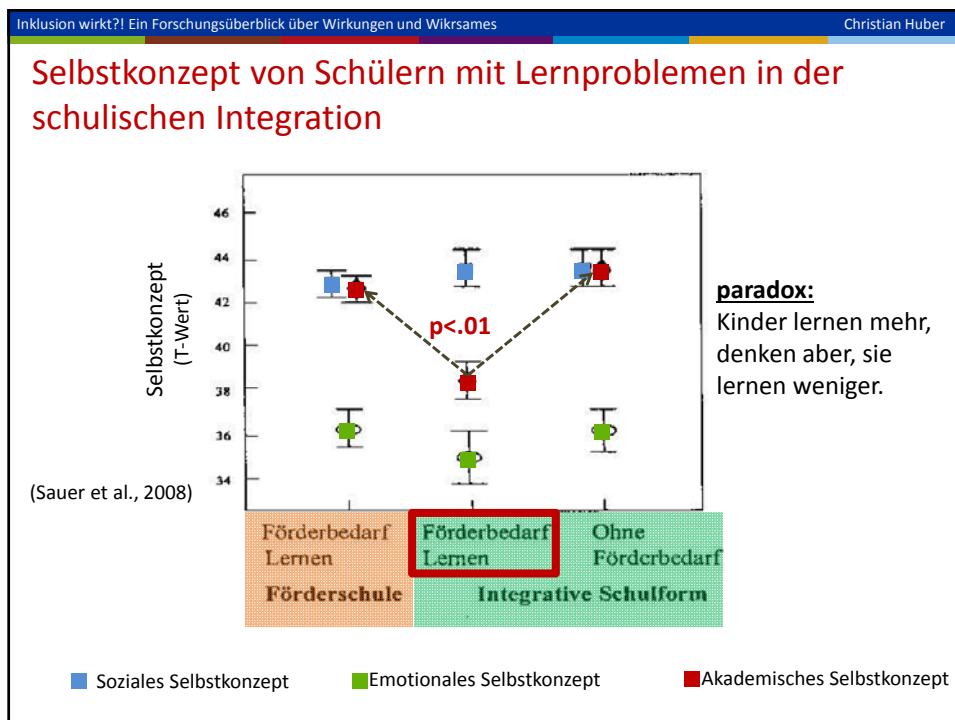 Inklusion wirkt?! Ein Forschungsüberblick über Wirkungen und Wikrsames
Christian Huber
Selbstkonzept von Schülern mit Lernproblemen in der
schulischen Integration
46
44
42
40
38
36
34
Selbstkonzept
(T-Wert)
p<.01
paradox:
Kinder lernen mehr,
denken aber, sie
lernen weniger.
(Sauer et al., 2008)
Förderbedarf
Lernen
Förderschule
Förderbedarf
Lernen
Ohne
Förderbedarf
Integrative Schulform
Soziales Selbstkonzept
Emotionales Selbstkonzept
Akademisches Selbstkonzept